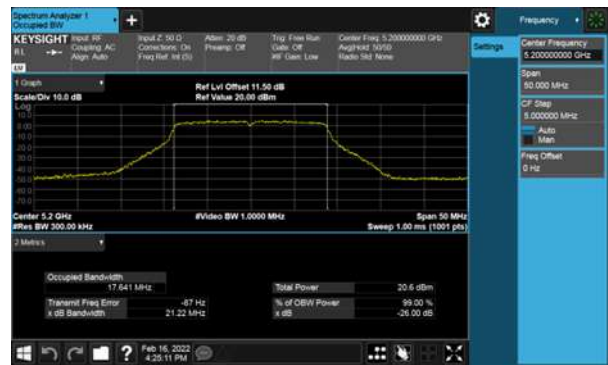 Spectrum Analyzer 1
Occupied BW
Frequency
KEYSIGHT Input: RF
Input Z: 50 Ω
Atten: 20 dB
Trig: Free Run
Center Freq: 5.200000000 GHz
RL
Coupling: AC
Corrections: On
Preamp: Off
Gate: Off
Avg|Hold: 50/50
Align: Auto
Freq Ref: Int (S)
#IF Gain: Low
Radio Std: None
Settings
Center Frequency
5.200000000 GHz
Span
50.000 MHz
CF Step
5.000000 MHz
Auto
Man
Freq Offset
0 Hz
1 Graph
Ref Lvl Offset 11.50 dB
Scale/Div 10.0 dB
Ref Value 20.00 dBm
Log
10.0
0.00
-10.0
-20.0
-30.0
-40.0
-50.0
-60.0
-70.0
Center 5.2 GHz
#Video BW 1.0000 MHz
Span 50 MHz
#Res BW 300.00 kHz
Sweep 1.00 ms (1001 pts)
2 Metrics
Occupied Bandwidth
17.641 MHz
Total Power
20.6 dBm
Transmit Freq Error
-87 Hz
% of OBW Power
99.00 %
x dB Bandwidth
21.22 MHz
x dB
-26.00 dB
?
Feb 16, 2022
4:25:11 PM